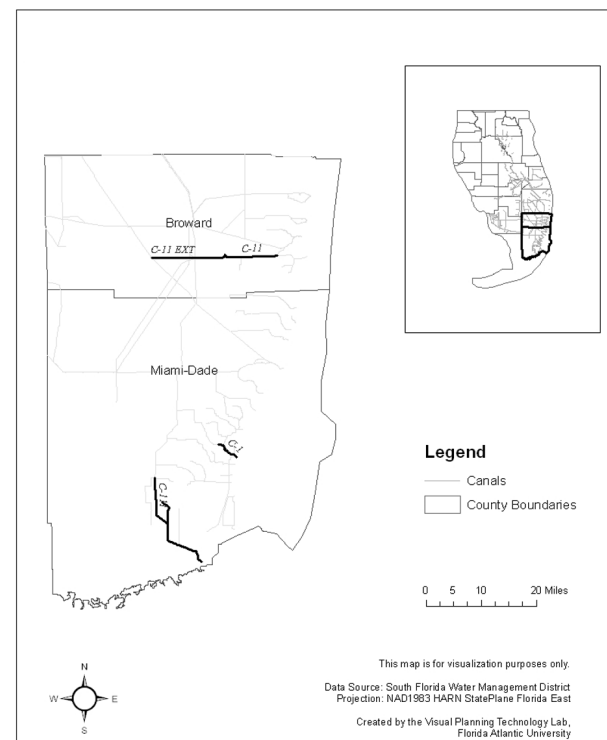 Broward
C-11 EXT C-11
Miami-Dade
C-1
Legend
Canals
County Boundaries
0 5 10 20 Miles
N
W E
S
This map is for visualization purposes only.
Data Source: South Florida Water Management District
Projection: NAD1983 HARN StatePlane Florida East
Created by the Visual Planning Technology Lab,
Florida Atlantic University